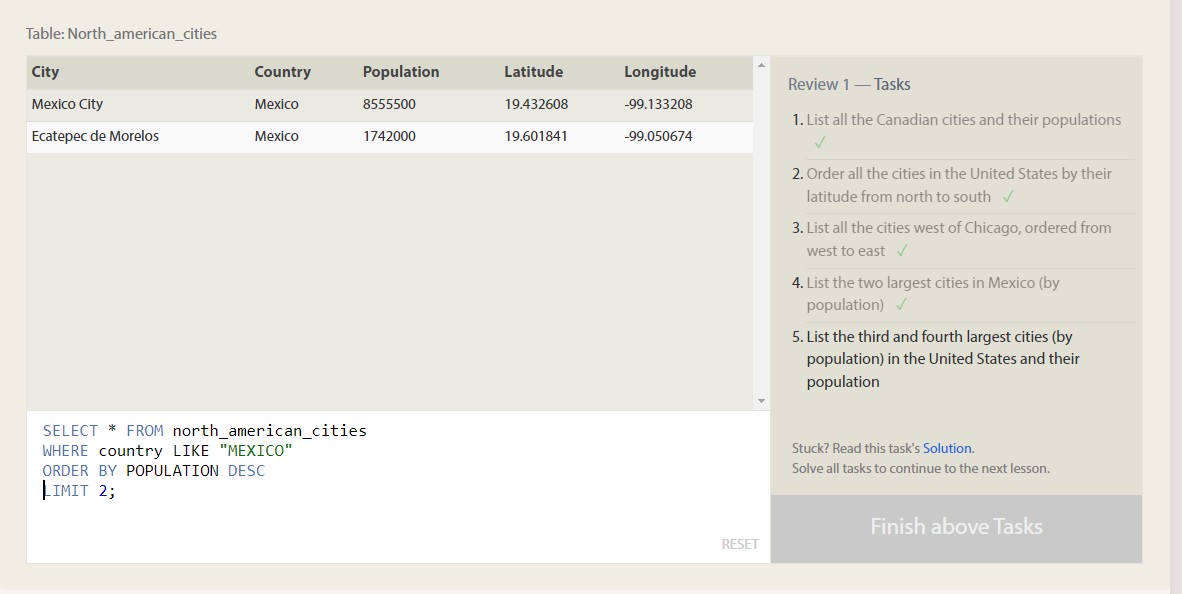 Table: North_american_cities
City Country Population Latitude Longitude
Mexico City Mexico 8555500 19.432608 -99.133208
Ecatepec de Morelos Mexico 1742000 19.601841 -99.050674
SELECT * FROM north_american_cities
WHERE country LIKE "MEXICO"
ORDER BY POPULATION DESC
LIMIT 2;
RESET
Review 1 — Tasks
1. List all the Canadian cities and their populations
✓
2. Order all the cities in the United States by their
latitude from north to south ✓
3. List all the cities west of Chicago, ordered from
west to east ✓
4. List the two largest cities in Mexico (by
population) ✓
5. List the third and fourth largest cities (by
population) in the United States and their
population
Stuck? Read this task's Solution.
Solve all tasks to continue to the next lesson.
Finish above Tasks